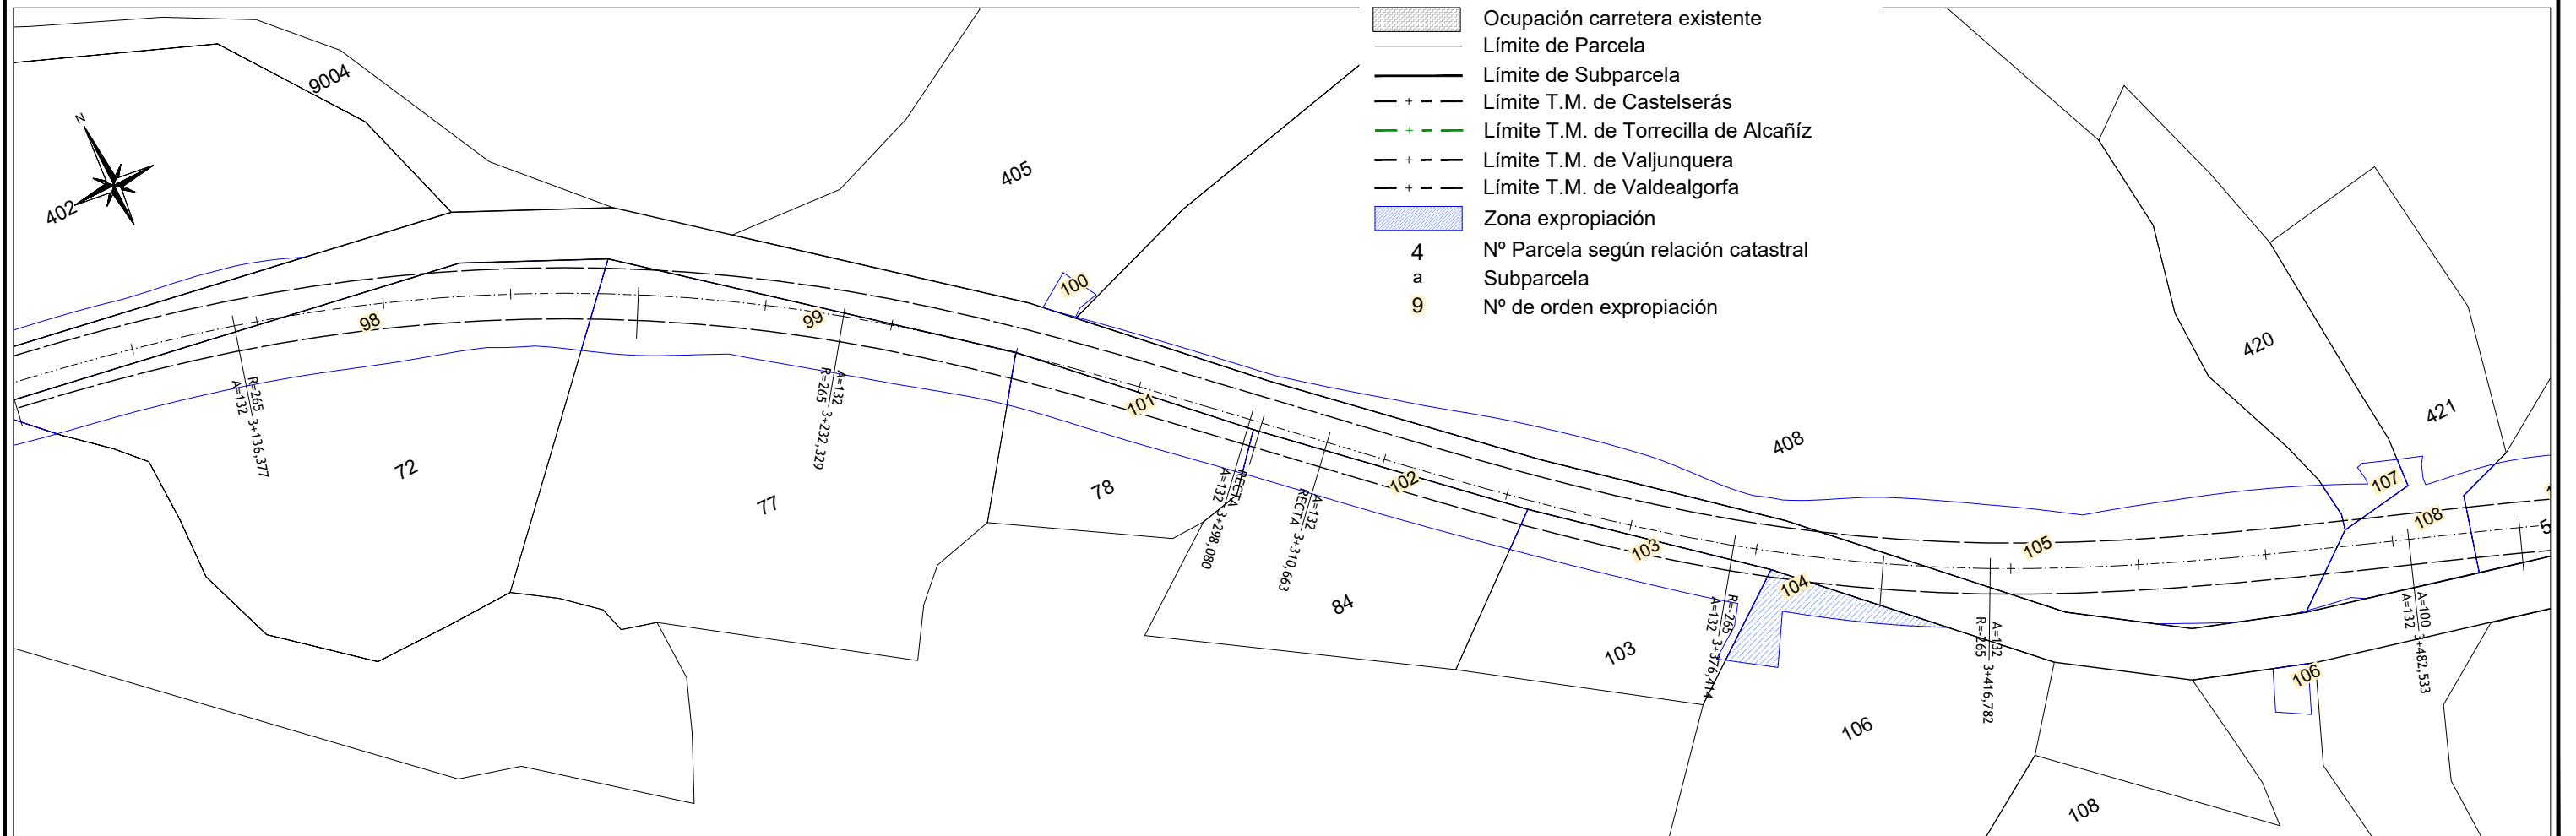 Ocupación carretera existente
Límite de Parcela
Límite de Subparcela
Límite T.M. de Castelserás
Límite T.M. de Torrecilla de Alcañíz
Límite T.M. de Valjunquera
Límite T.M. de Valdealgorfa
Zona expropiación
4 Nº Parcela según relación catastral
a Subparcela
9 Nº de orden expropiación
N
9004
402
405
100
98
99
R=265
A=132 3+136,377
A=132
R=265 3+232,329
72
77
78
101
RECTA
A=132 3+298,080
A=132
RECTA 3+310,663
102
84
103
103
104
R=-265
A=132 3+376,414
105
A=132
R=-265 3+416,782
106
106
108
408
420
421
107
108
A=100
A=132 3+482,533